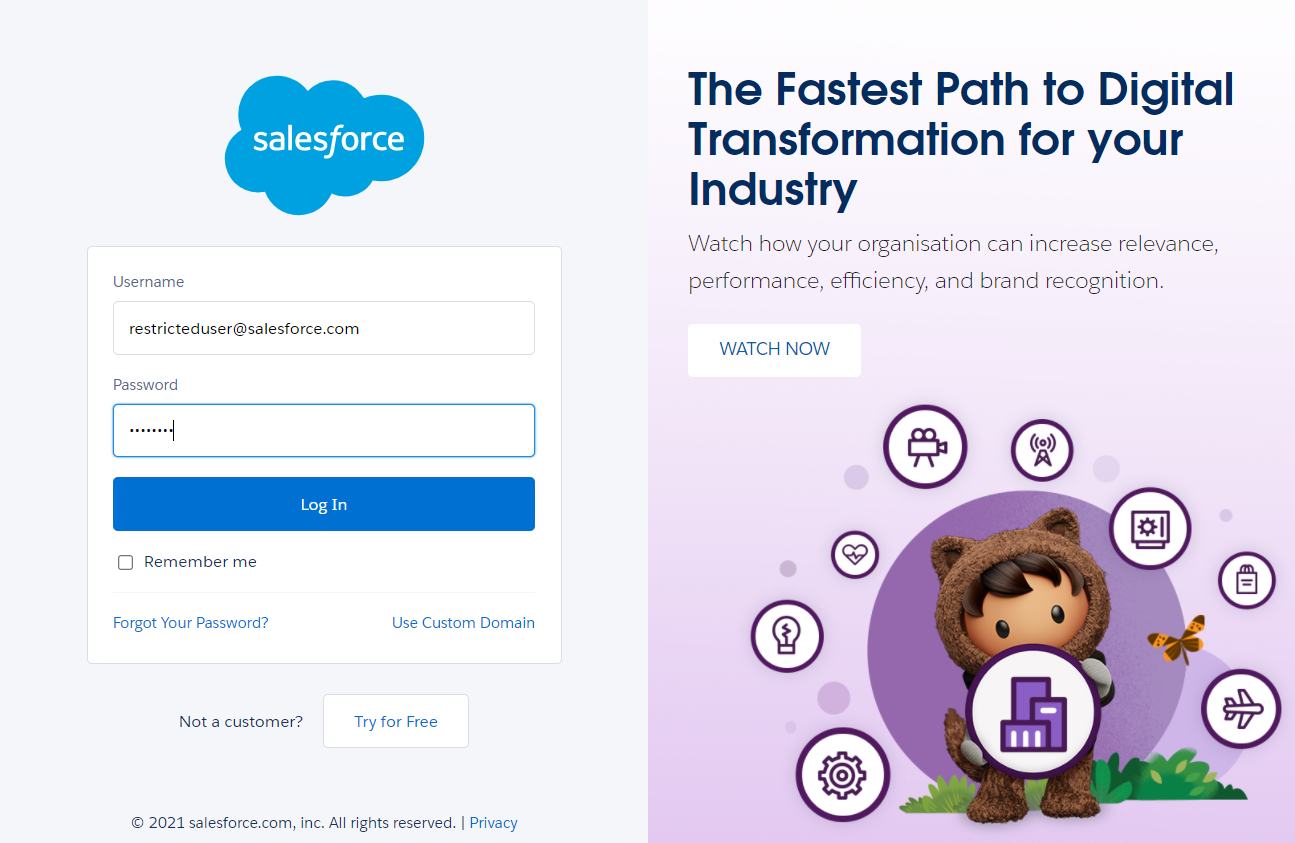 salesforce
Username
restricteduser@salesforce.com
Password
••••••••
Log In
Remember me
Forgot Your Password?
Use Custom Domain
Not a customer?
Try for Free
© 2021 salesforce.com, inc. All rights reserved. | Privacy
The Fastest Path to Digital
Transformation for your
Industry
Watch how your organisation can increase relevance,
performance, efficiency, and brand recognition.
WATCH NOW